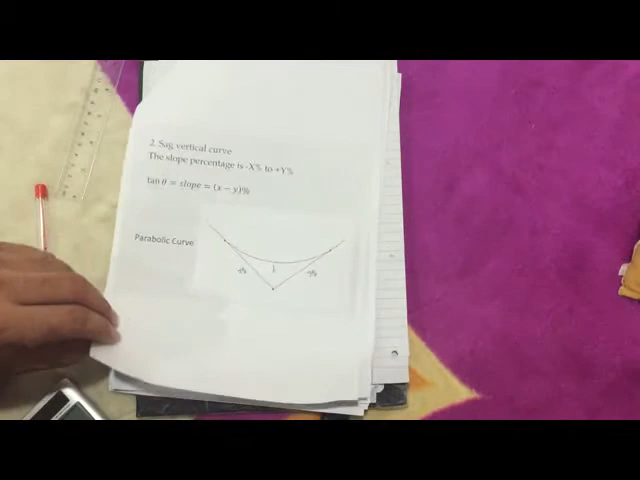 2. Sag vertical curve
The slope percentage is -X% to +Y%
tan θ = slope = (x − y)%
Parabolic Curve